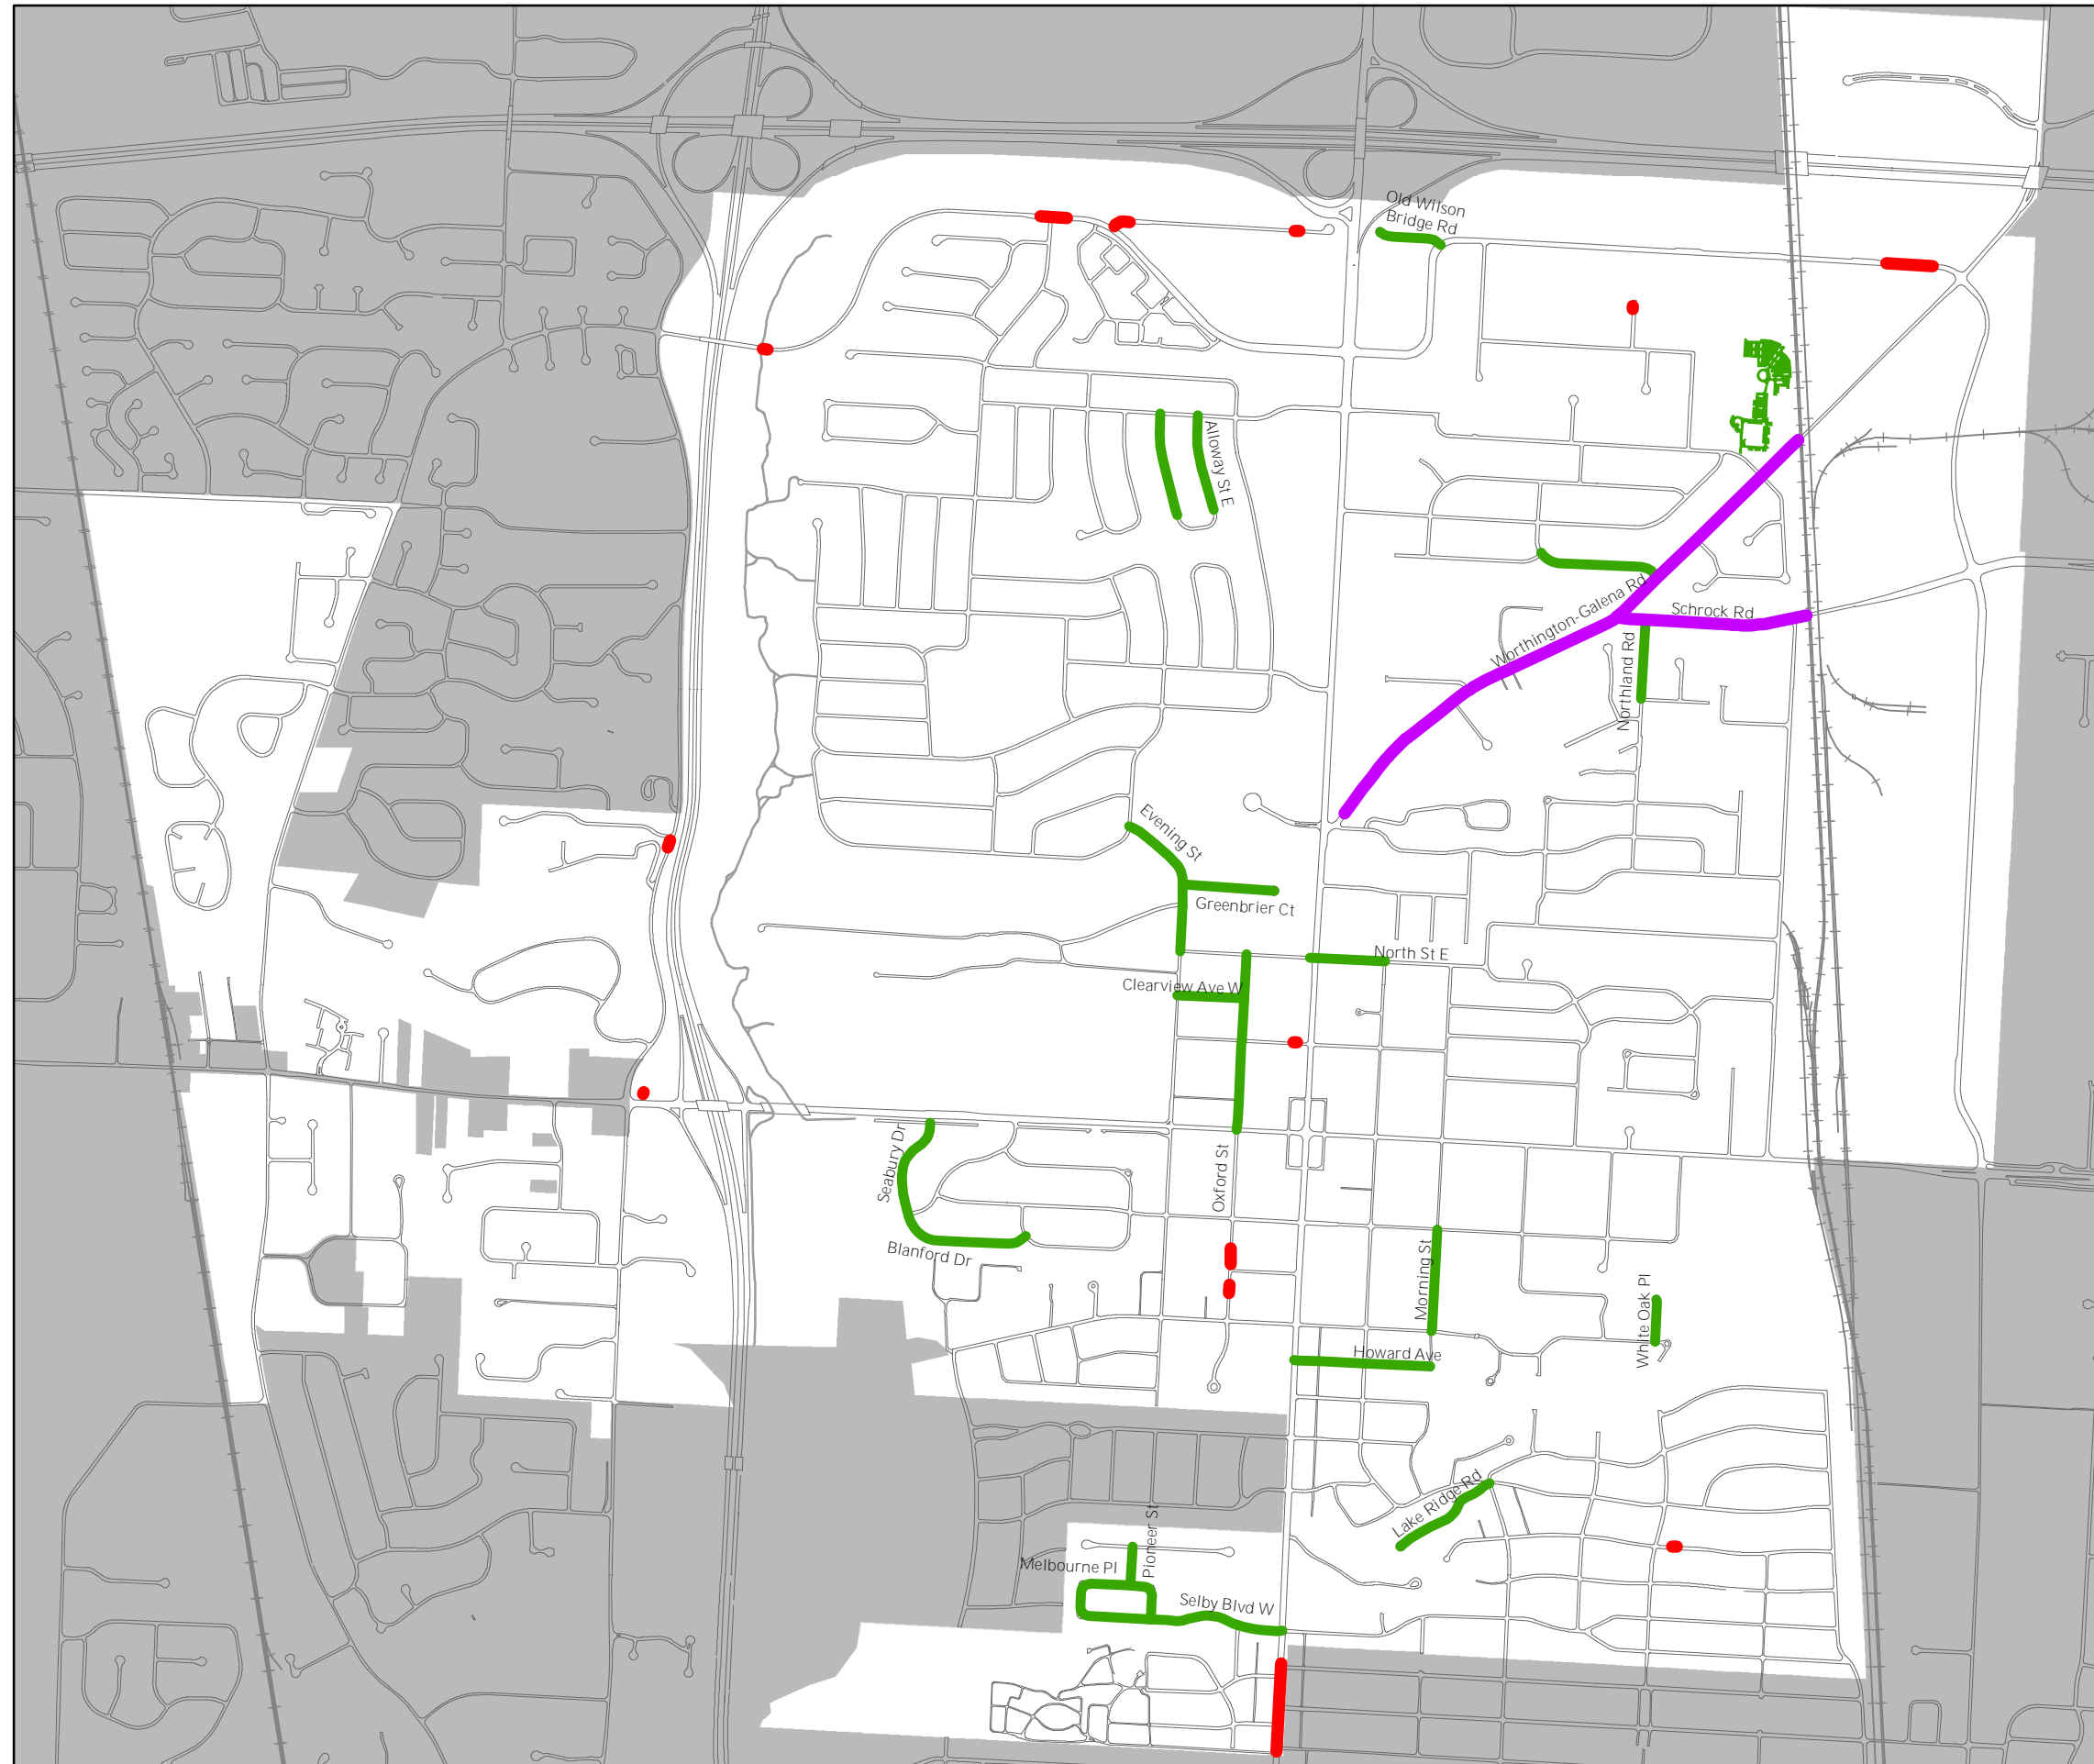 Old Wilson
Bridge Rd
Alloway St E
Worthington-Galena Rd
Schrock Rd
Northland Rd
Evening St
Greenbrier Ct
North St E
Clearview Ave W
Seabury Dr
Oxford St
Blanford Dr
Morning St
White Oak Pl
Howard Ave
Lake Ridge Rd
Pioneer St
Melbourne Pl
Selby Blvd W